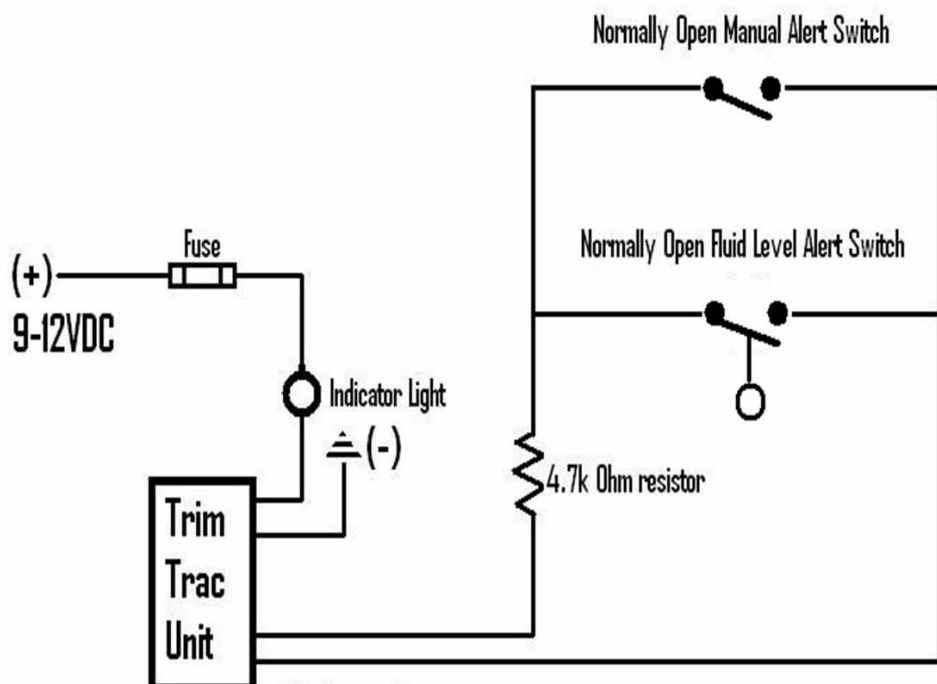 Normally Open Manual Alert Switch
Normally Open Fluid Level Alert Switch
Fuse
(+)
9-12VDC
Indicator Light
(-)
4.7k Ohm resistor
Trim
Trac
Unit